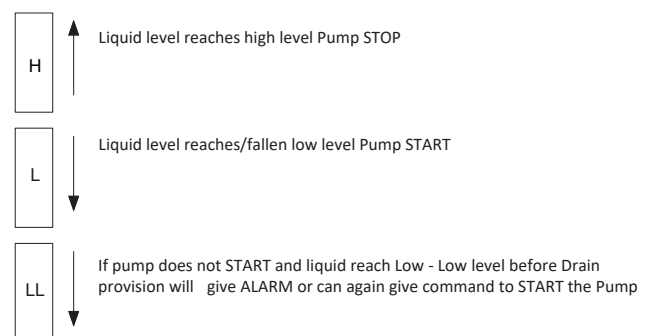 H
Liquid level reaches high level Pump STOP
L
Liquid level reaches/fallen low level Pump START
LL
If pump does not START and liquid reach Low - Low level before Drain
provision will give ALARM or can again give command to START the Pump